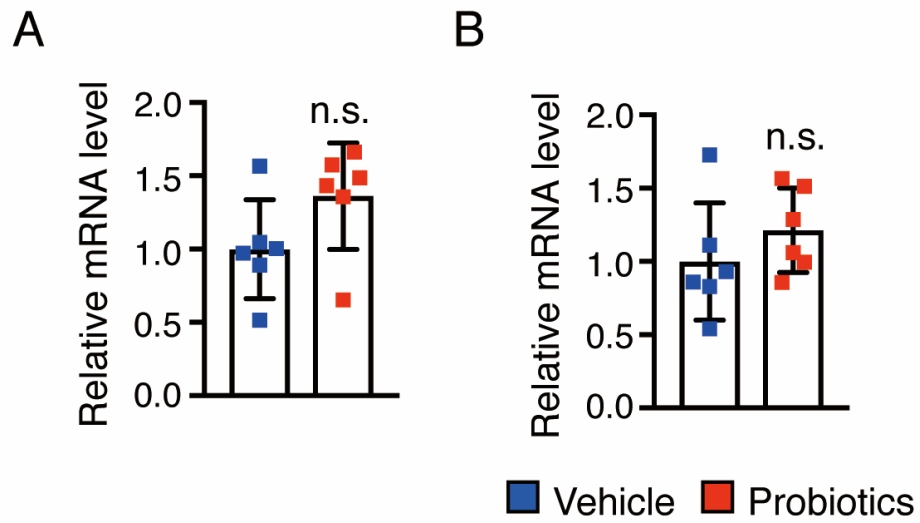 A
Relative mRNA level
2.0
1.5
1.0
0.5
0.0
n.s.
B
Relative mRNA level
2.0
1.5
1.0
0.5
0.0
n.s.
Vehicle
Probiotics